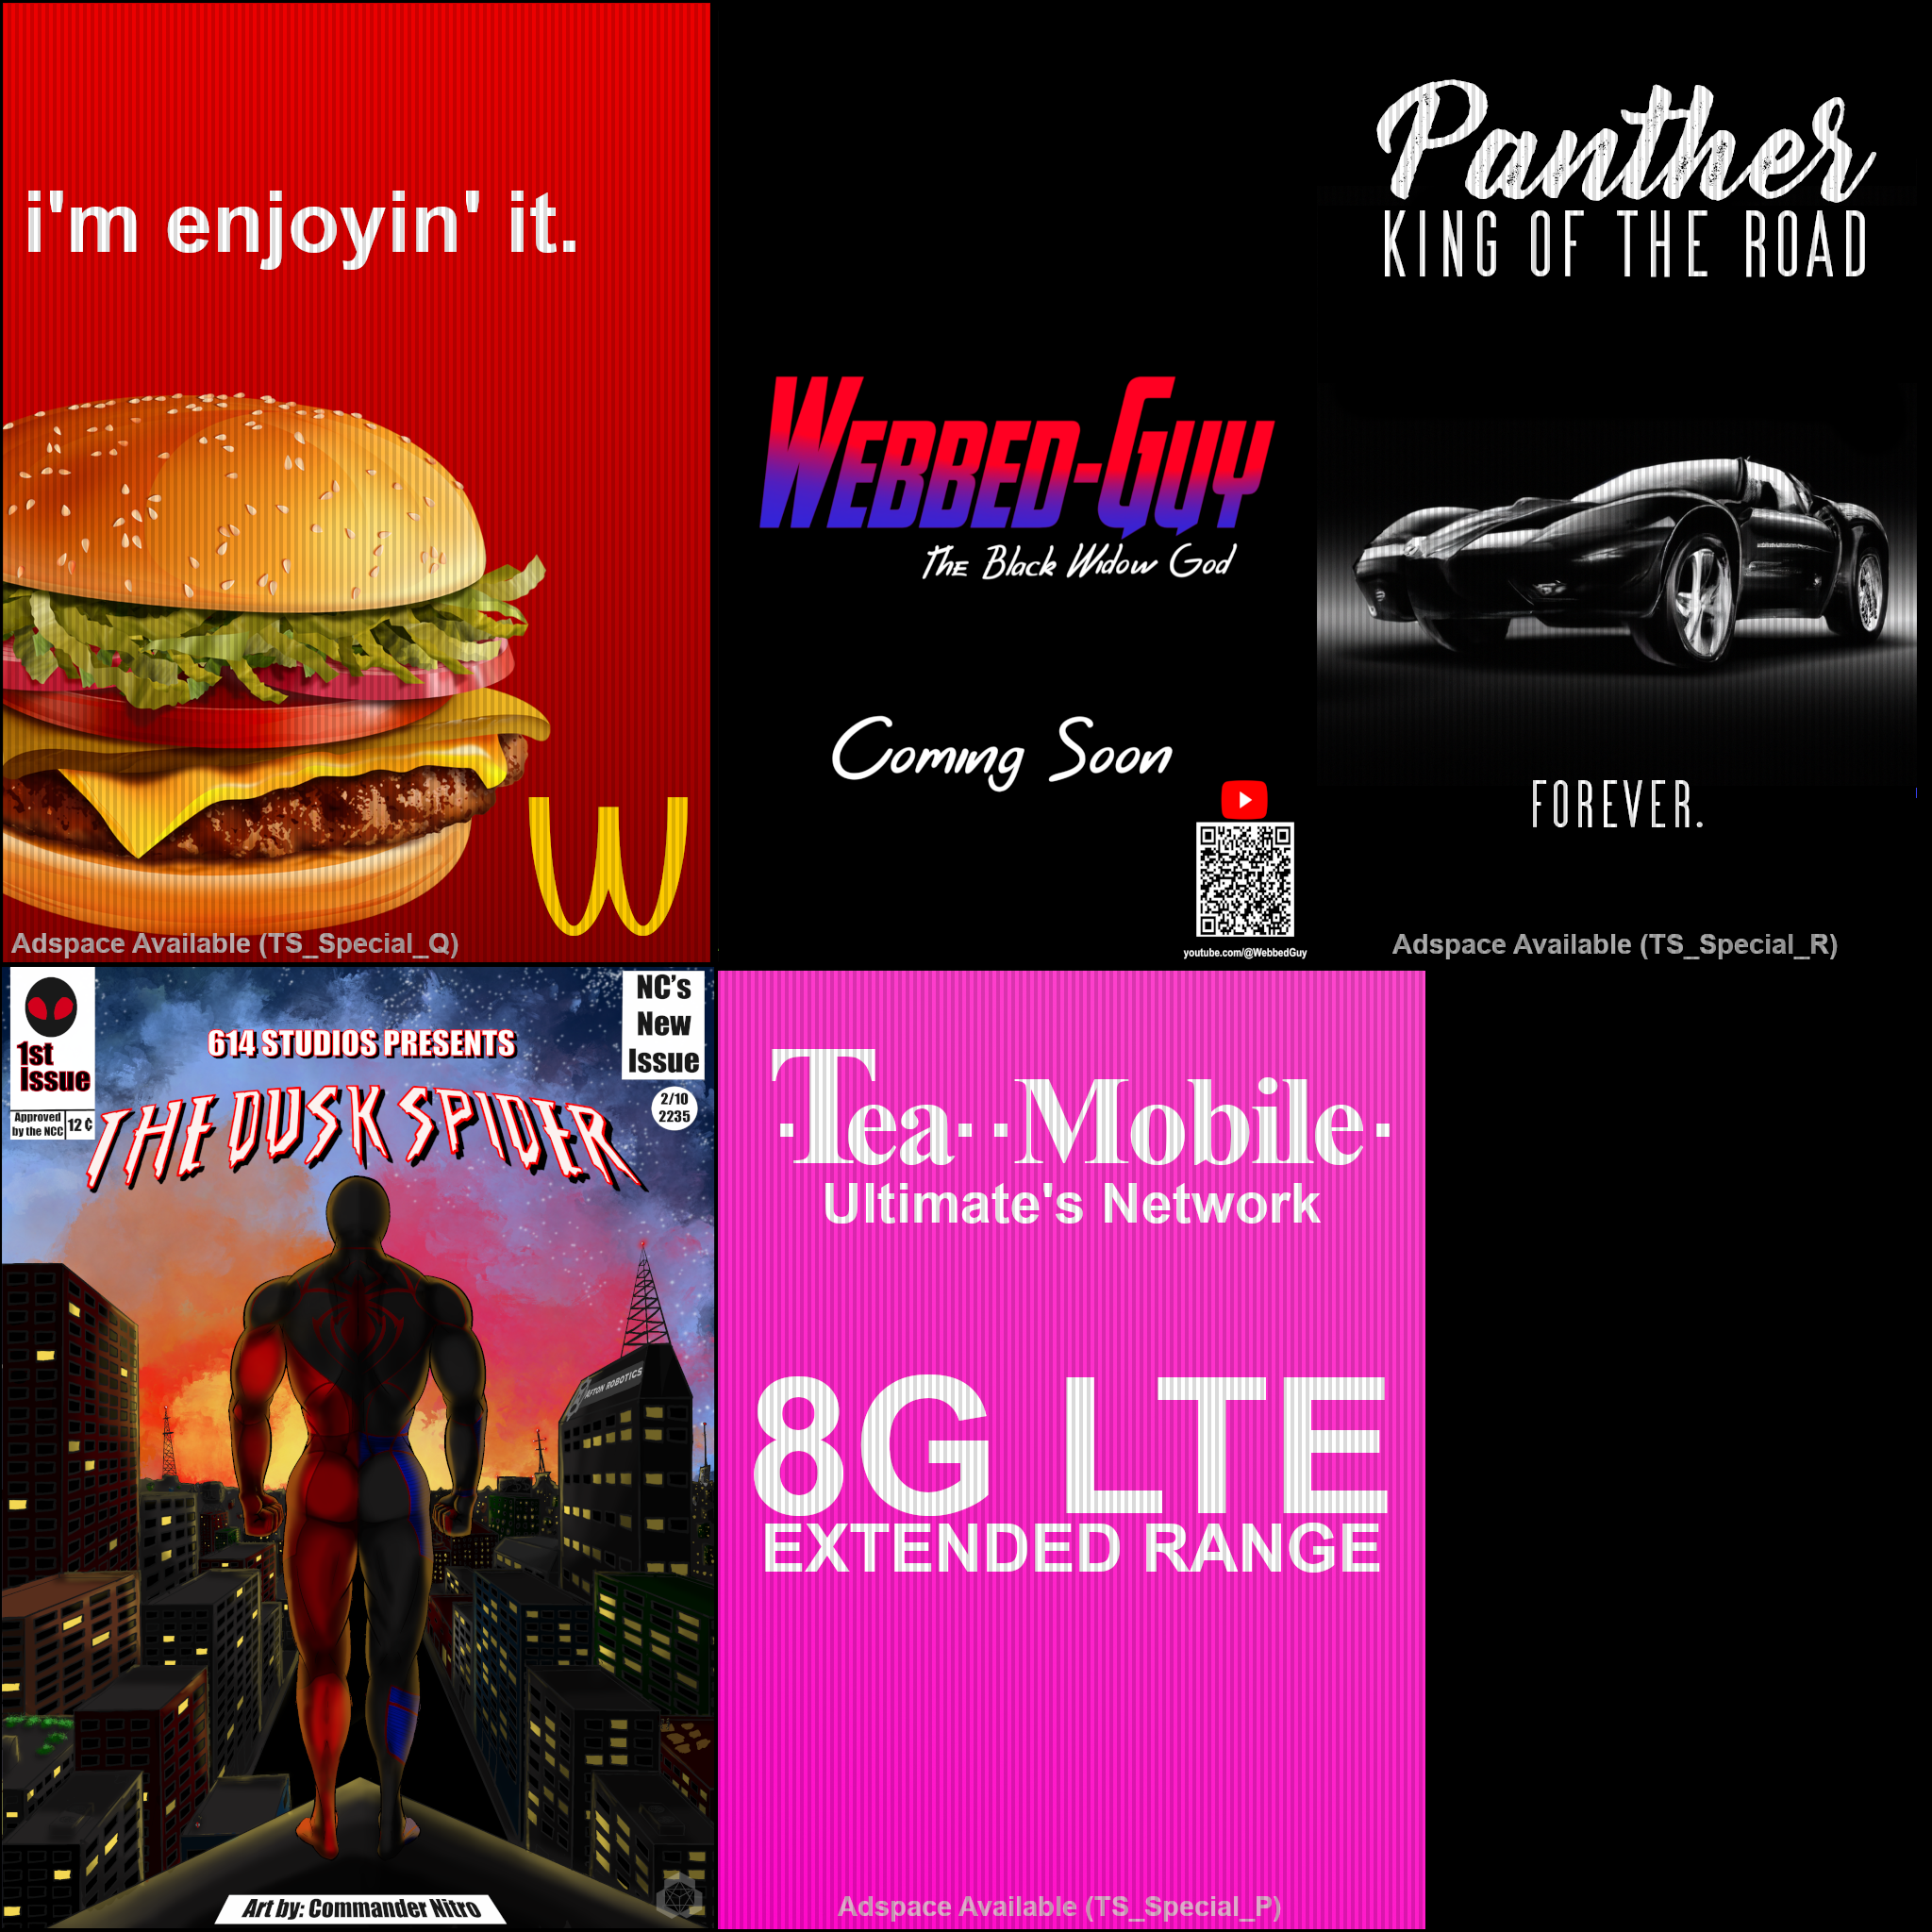 i'm enjoyin' it.
W
Adspace Available (TS_Special_Q)
WEBBED-GUY
The Black Widow God
Coming Soon
youtube.com/@WebbedGuy
Panther
KING OF THE ROAD
FOREVER.
Adspace Available (TS_Special_R)
1st
Issue
Approved
by the NCC
12 ¢
614 STUDIOS PRESENTS
THE DUSK SPIDER
NC's
New
Issue
2/10
2235
AFTON ROBOTICS
Art by: Commander Nitro
·Tea··Mobile·
Ultimate's Network
8G LTE
EXTENDED RANGE
Adspace Available (TS_Special_P)